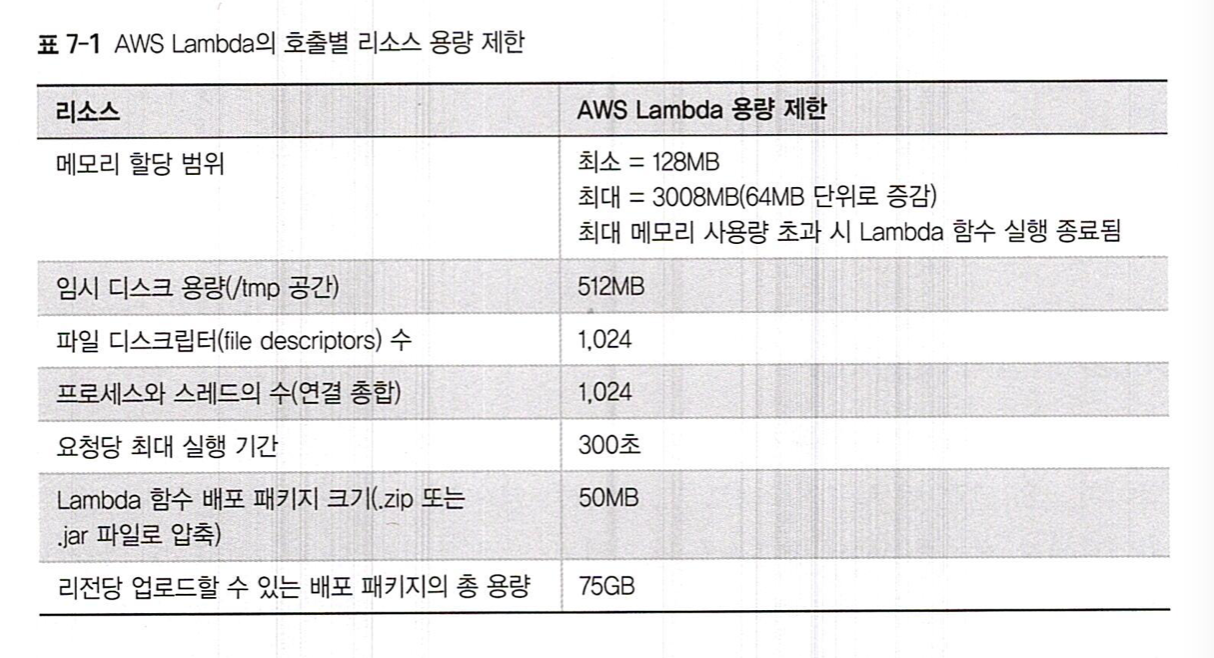 표 7-1 AWS Lambda의 호출별 리소스 용량 제한
리소스 AWS Lambda 용량 제한
메모리 할당 범위 최소 = 128MB
최대 = 3008MB(64MB 단위로 증감)
최대 메모리 사용량 초과 시 Lambda 함수 실행 종료됨
임시 디스크 용량(/tmp 공간) 512MB
파일 디스크립터(file descriptors) 수 1,024
프로세스와 스레드의 수(연결 총합) 1,024
요청당 최대 실행 기간 300초
Lambda 함수 배포 패키지 크기(.zip 또는 50MB
.jar 파일로 압축)
리전당 업로드할 수 있는 배포 패키지의 총 용량 75GB